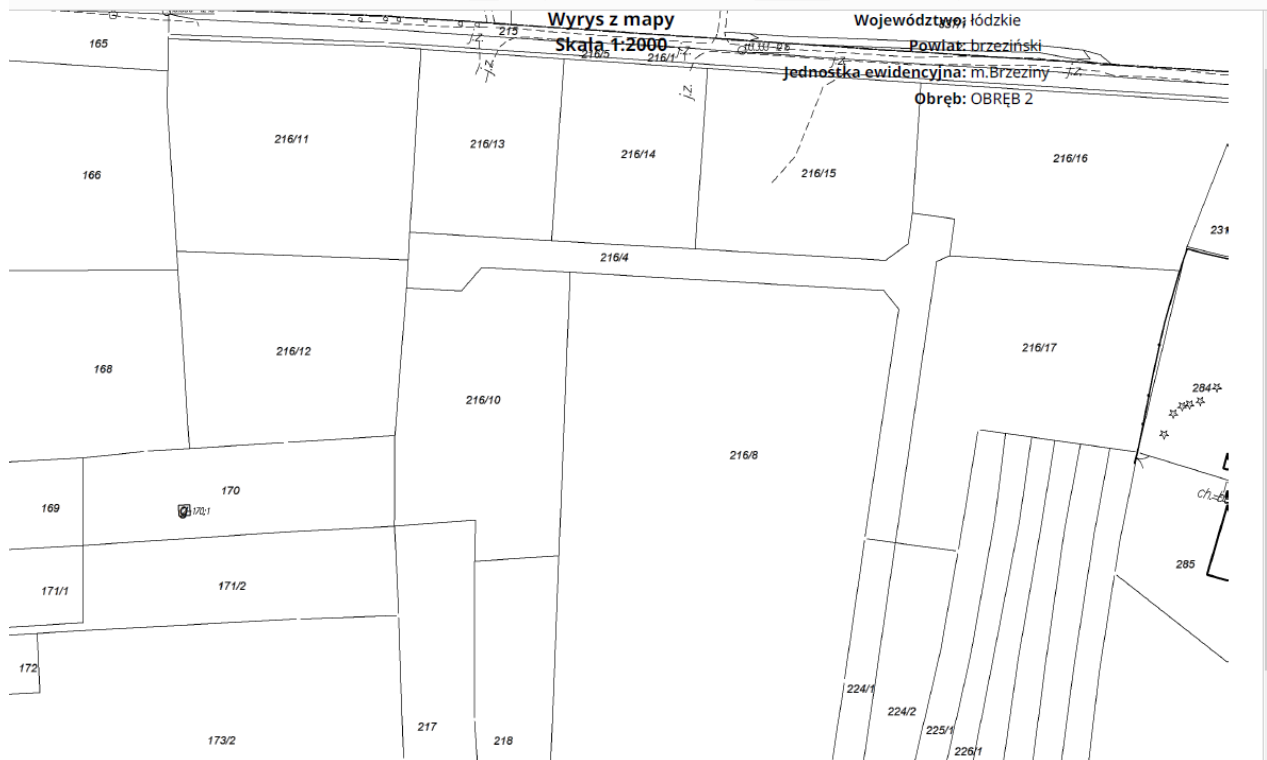 Wyrys z mapy
Skala 1:2000
Województwo: łódzkie
Powiat: brzeziński
Jednostka ewidencyjna: m.Brzeziny
Obręb: OBRĘB 2
215
165
j.z.
j.z.
j.z.
j.z.
216/5
216/1
j.z.
j.z.
216/11
216/13
216/14
216/15
216/16
166
231
216/4
216/12
216/17
168
284
216/10
216/8
170
169
170;1
285
171/1
171/2
172
224/1
224/2
217
218
225/1
173/2
226/1